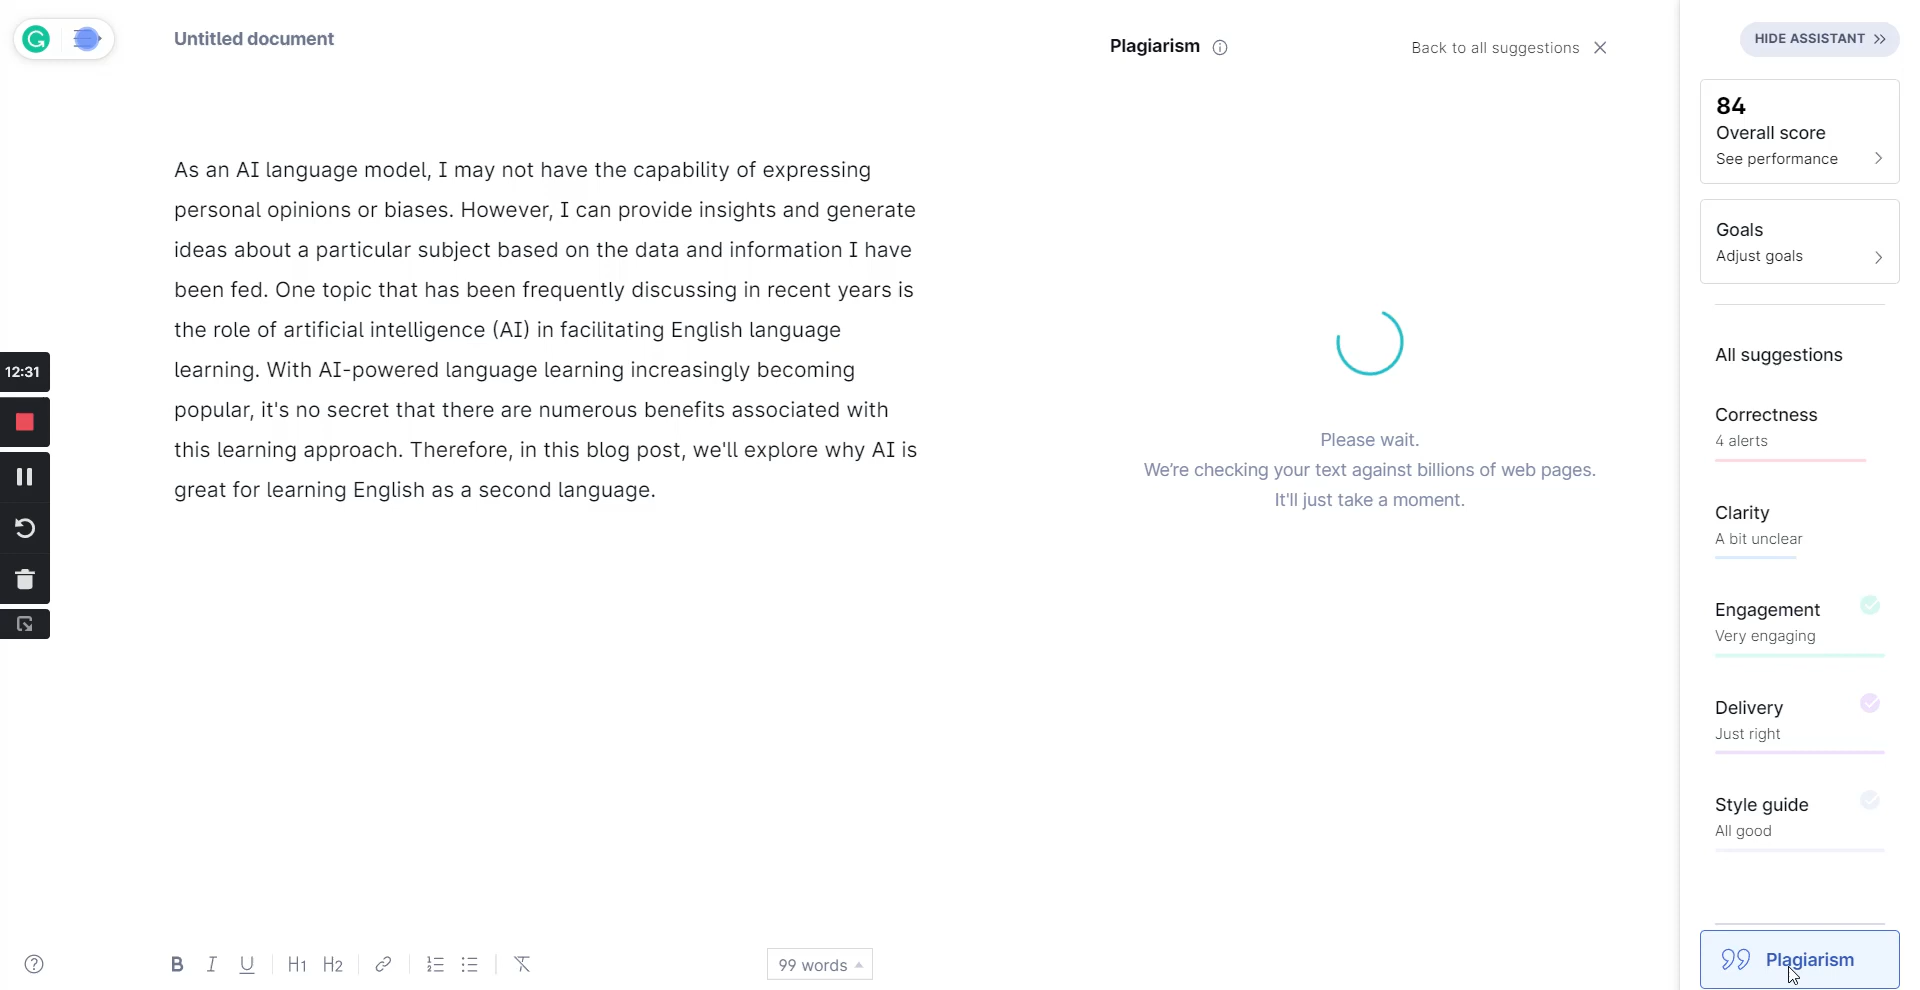 Untitled document
Plagiarism
Back to all suggestions
HIDE ASSISTANT
84
Overall score
See performance
Goals
Adjust goals
As an AI language model, I may not have the capability of expressing
personal opinions or biases. However, I can provide insights and generate
ideas about a particular subject based on the data and information I have
been fed. One topic that has been frequently discussing in recent years is
the role of artificial intelligence (AI) in facilitating English language
learning. With AI-powered language learning increasingly becoming
popular, it's no secret that there are numerous benefits associated with
this learning approach. Therefore, in this blog post, we'll explore why AI is
great for learning English as a second language.
12:31
Please wait.
We're checking your text against billions of web pages.
It'll just take a moment.
All suggestions
Correctness
4 alerts
Clarity
A bit unclear
Engagement
Very engaging
Delivery
Just right
Style guide
All good
B I U H1 H2
99 words
Plagiarism